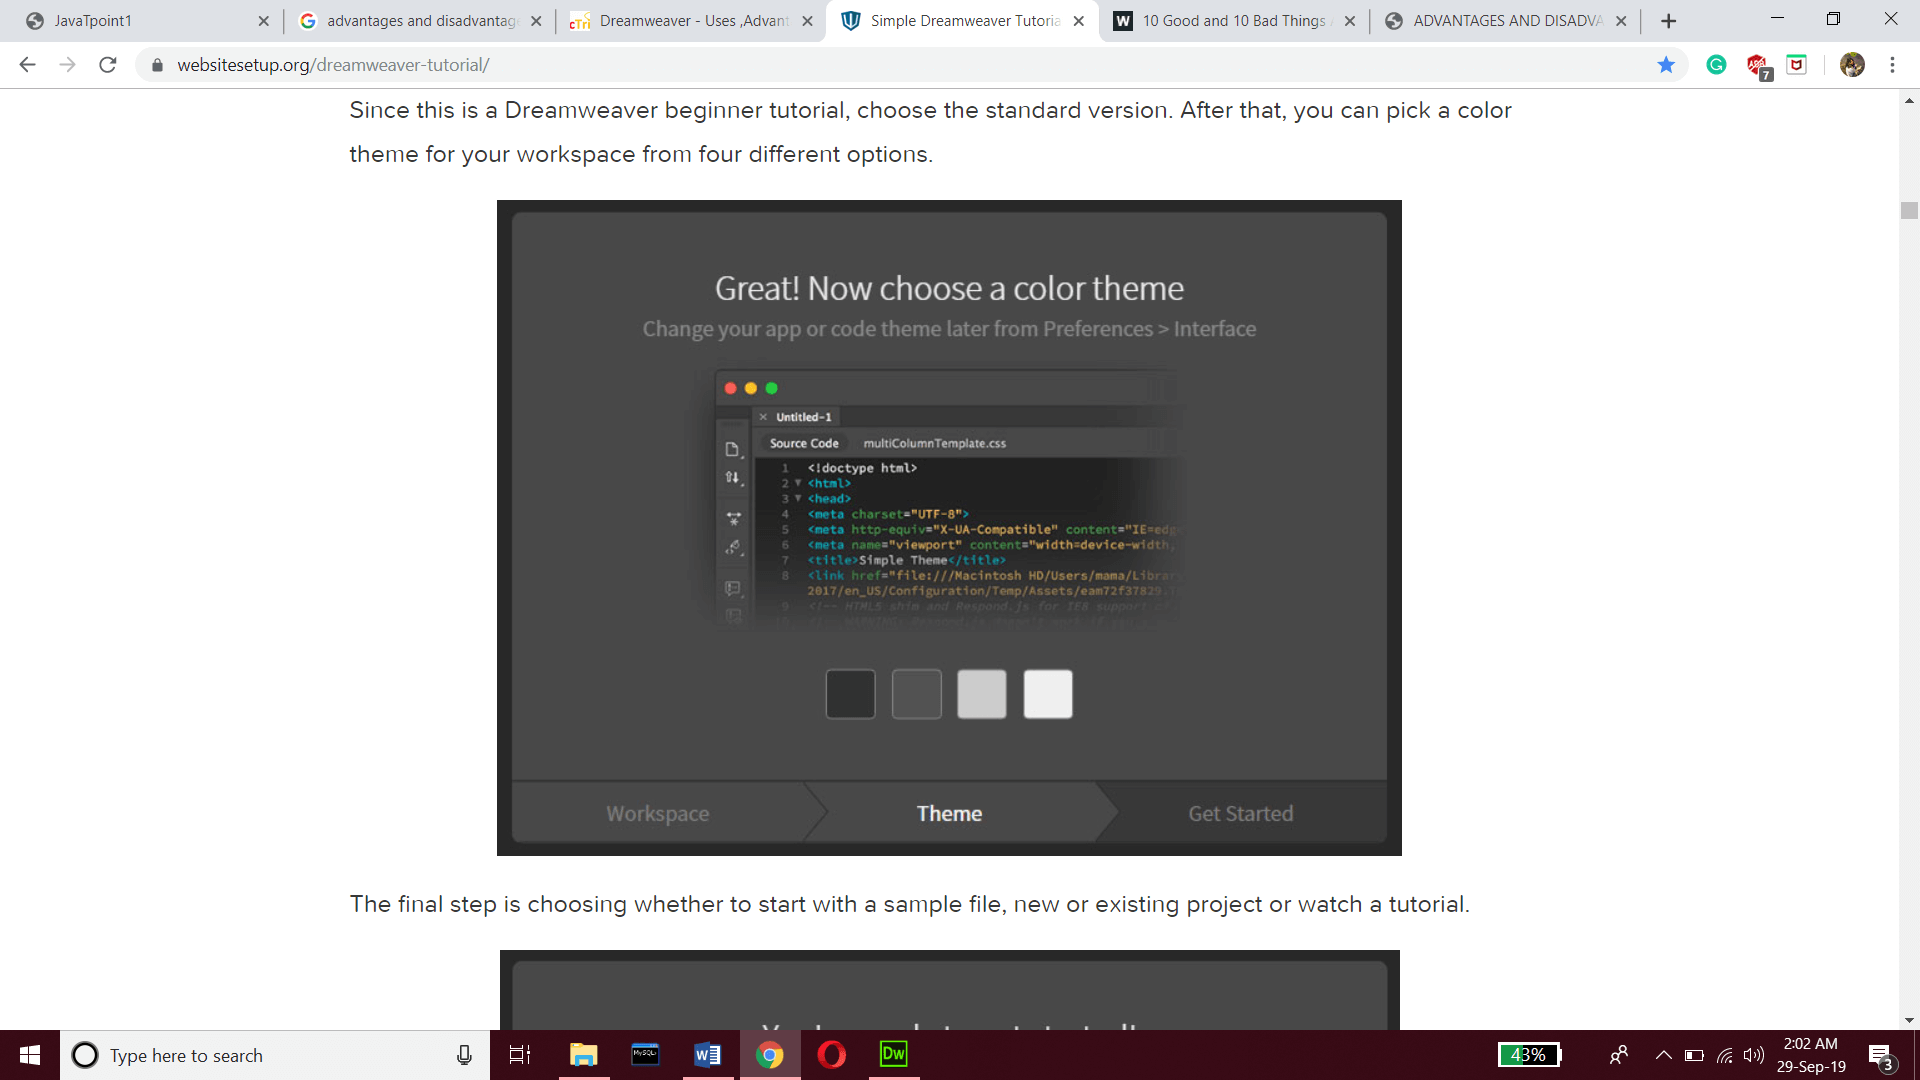 JavaTpoint1
advantages and disadvantage
cTri
Dreamweaver - Uses ,Advant
Simple Dreamweaver Tutoria
W
10 Good and 10 Bad Things
ADVANTAGES AND DISADVA
websitesetup.org/dreamweaver-tutorial/
7
Since this is a Dreamweaver beginner tutorial, choose the standard version. After that, you can pick a color
theme for your workspace from four different options.
Great! Now choose a color theme
Change your app or code theme later from Preferences > Interface
Untitled-1
Source Code multiColumnTemplate.css
1 <!doctype html>
2 <html>
3 <head>
4 <meta charset="UTF-8">
5 <meta http-equiv="X-UA-Compatible" content="IE=edge
6 <meta name="viewport" content="width=device-width,
7 <title>Simple Theme</title>
8 <link href="file:///Macintosh HD/Users/mama/Librar
2017/en_US/Configuration/Temp/Assets/eam72f37829
9 <!-- HTML5 shim and Respond.js for IE8 support of
Workspace
Theme
Get Started
The final step is choosing whether to start with a sample file, new or existing project or watch a tutorial.
Type here to search
MySQL
W
Dw
43%
2:02 AM
29-Sep-19
3